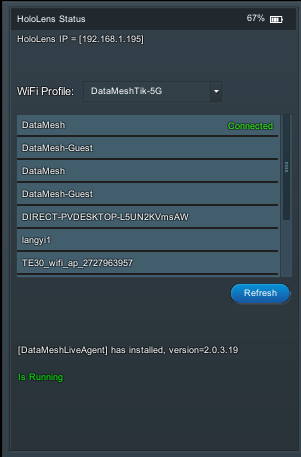 HoloLens Status 67%
HoloLens IP = [192.168.1.195]
WiFi Profile: DataMeshTik-5G
DataMesh Connected
DataMesh-Guest
DataMesh
DataMesh-Guest
DIRECT-PVDESKTOP-L5UN2KVmsAW
langyi1
TE30_wifi_ap_2727963957
Refresh
[DataMeshLiveAgent] has installed, version=2.0.3.19
Is Running